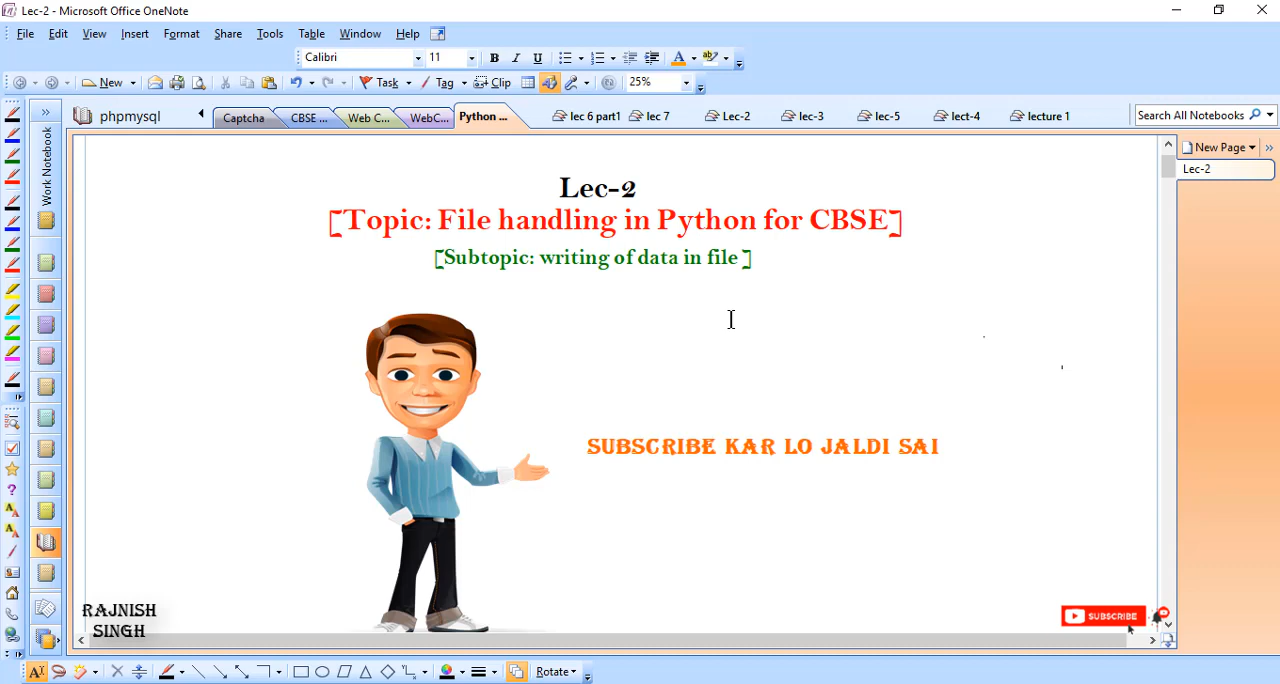 Lec-2 - Microsoft Office OneNote
File Edit View Insert Format Share Tools Table Window Help
Calibri 11 B I U A ab
New Task Tag Clip 25%
phpmysql Captcha CBSE ... Web C... WebC... Python ... lec 6 part1 lec 7 Lec-2 lec-3 lec-5 lect-4 lecture 1 Search All Notebooks
New Page
Lec-2
Work Notebook
Lec-2
[Topic: File handling in Python for CBSE]
[Subtopic: writing of data in file ]
SUBSCRIBE KAR LO JALDI SAI
RAJNISH
SINGH
SUBSCRIBE
Rotate